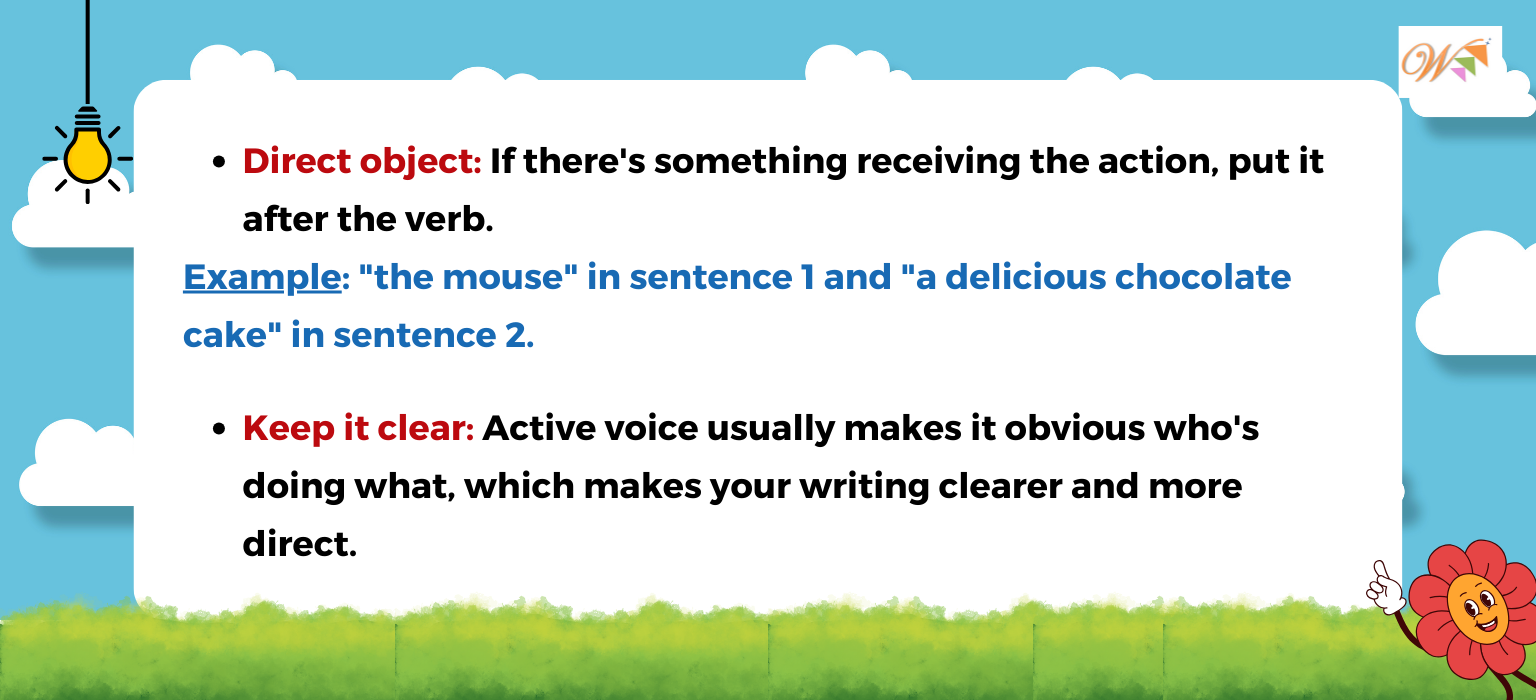 W
• Direct object: If there's something receiving the action, put it
after the verb.
Example: "the mouse" in sentence 1 and "a delicious chocolate
cake" in sentence 2.
• Keep it clear: Active voice usually makes it obvious who's
doing what, which makes your writing clearer and more
direct.